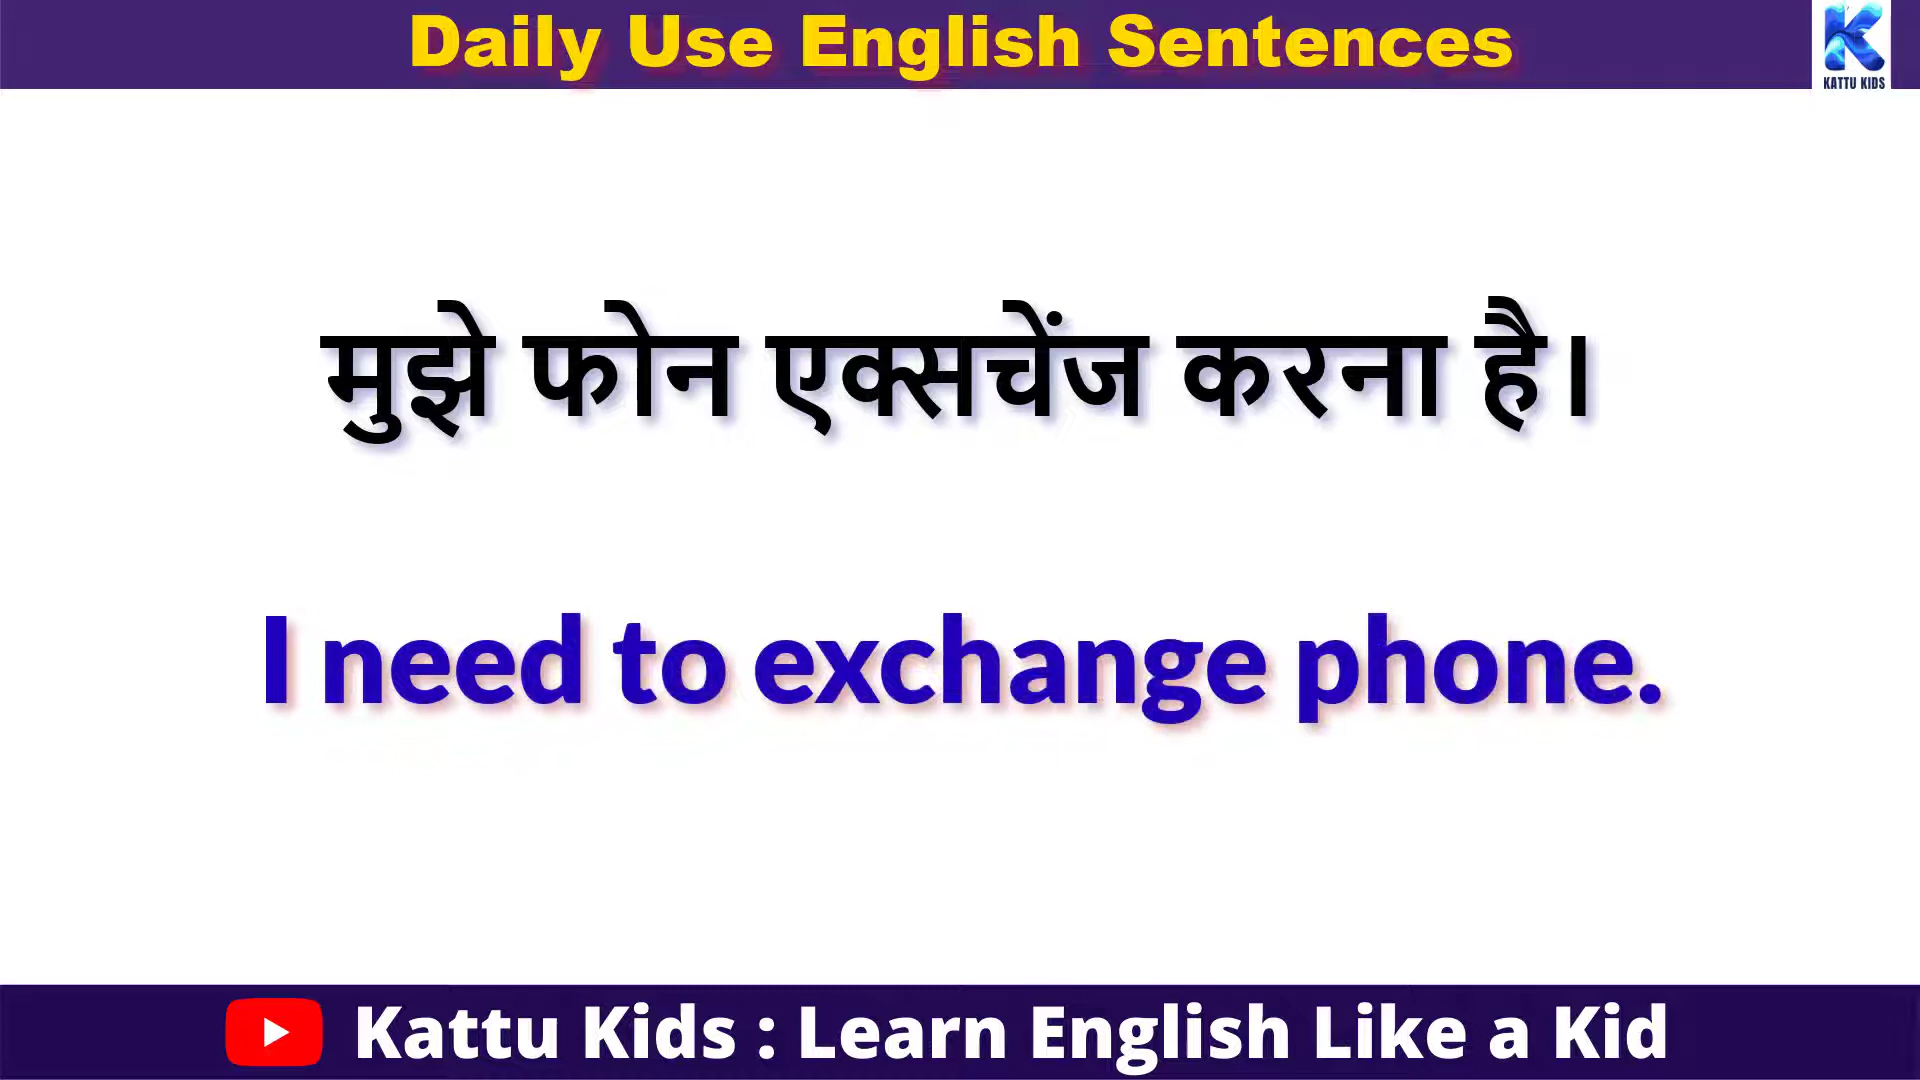 Daily Use English Sentences
KATTU KIDS
मुझे फोन एक्सचेंज करना है।
I need to exchange phone.
Kattu Kids : Learn English Like a Kid